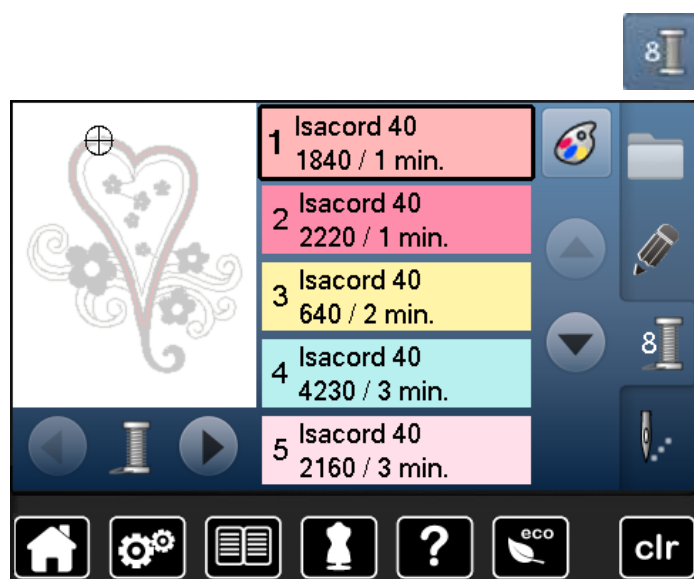 8
1 Isacord 40
1840 / 1 min.
2 Isacord 40
2220 / 1 min.
3 Isacord 40
640 / 2 min.
4 Isacord 40
4230 / 3 min.
5 Isacord 40
2160 / 3 min.
8
?
eco
clr